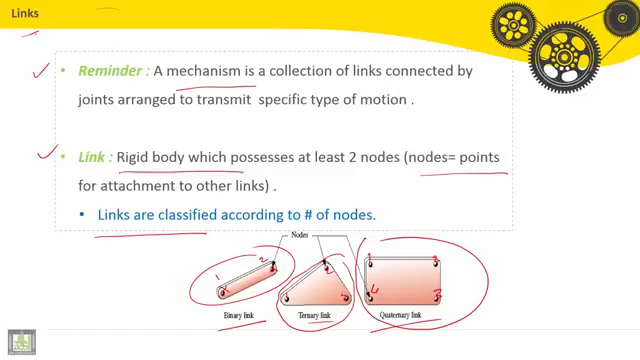 Links
• Reminder : A mechanism is a collection of links connected by
joints arranged to transmit specific type of motion .
• Link : Rigid body which possesses at least 2 nodes (nodes= points
for attachment to other links) .
• Links are classified according to # of nodes.
Nodes
1 2
1 2
2
1
4
Binary link Ternary link Quaternary link